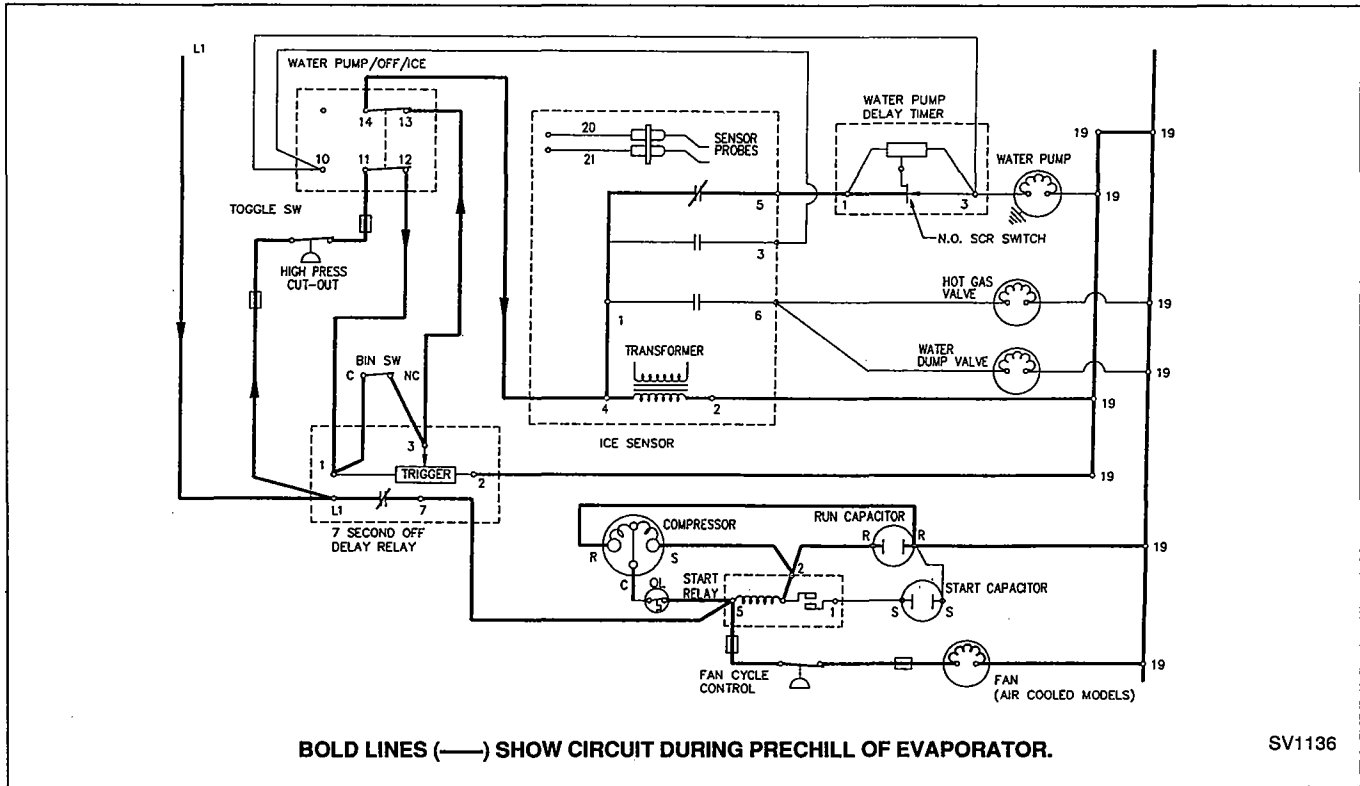 L1
WATER PUMP/OFF/ICE
14
13
10
11
12
TOGGLE SW
HIGH PRESS
CUT-OUT
BIN SW
C
NC
1
3
TRIGGER
2
L1
7
7 SECOND OFF
DELAY RELAY
20
21
SENSOR
PROBES
5
3
1
6
TRANSFORMER
4
2
ICE SENSOR
WATER PUMP
DELAY TIMER
1
3
N.O. SCR SWITCH
WATER PUMP
19
19
19
HOT GAS
VALVE
19
WATER
DUMP VALVE
19
19
19
COMPRESSOR
R
S
C
OL
START
RELAY
5
2
1
RUN CAPACITOR
R
R
19
START CAPACITOR
S
S
FAN CYCLE
CONTROL
FAN
(AIR COOLED MODELS)
19
BOLD LINES (——) SHOW CIRCUIT DURING PRECHILL OF EVAPORATOR.
SV1136